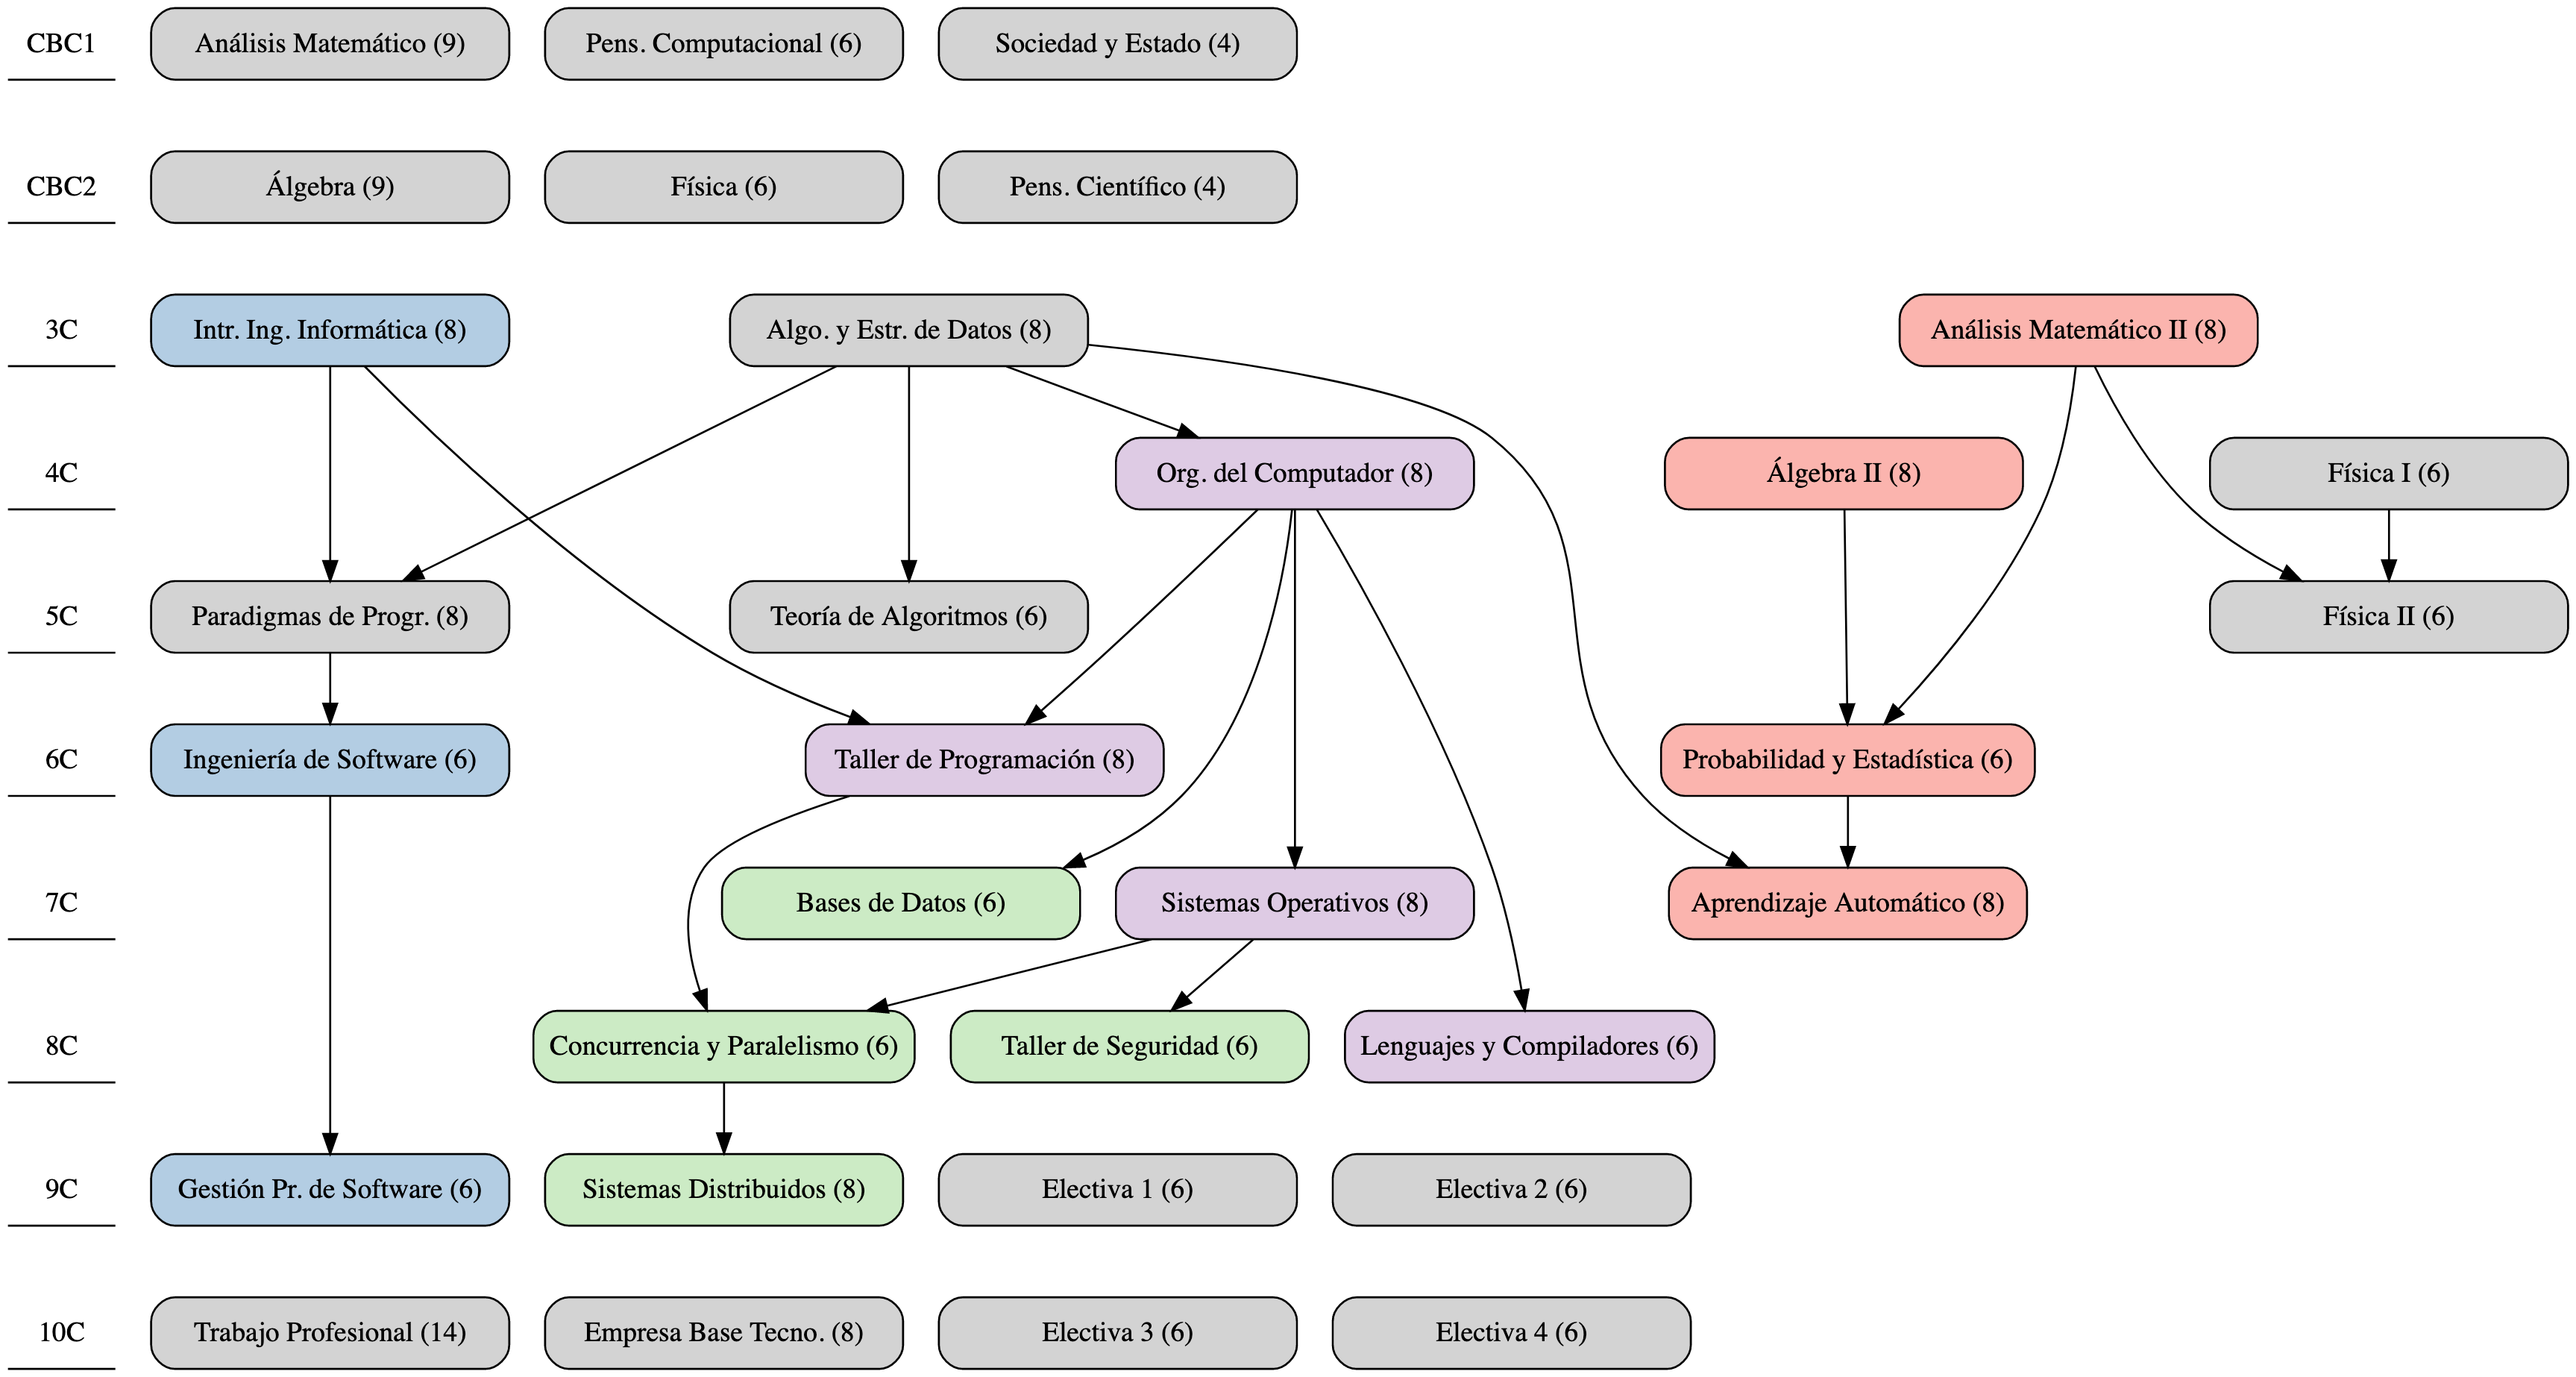 CBC1
Análisis Matemático (9)
Pens. Computacional (6)
Sociedad y Estado (4)
CBC2
Álgebra (9)
Física (6)
Pens. Científico (4)
3C
Intr. Ing. Informática (8)
Algo. y Estr. de Datos (8)
Análisis Matemático II (8)
4C
Org. del Computador (8)
Álgebra II (8)
Física I (6)
5C
Paradigmas de Progr. (8)
Teoría de Algoritmos (6)
Física II (6)
6C
Ingeniería de Software (6)
Taller de Programación (8)
Probabilidad y Estadística (6)
7C
Bases de Datos (6)
Sistemas Operativos (8)
Aprendizaje Automático (8)
8C
Concurrencia y Paralelismo (6)
Taller de Seguridad (6)
Lenguajes y Compiladores (6)
9C
Gestión Pr. de Software (6)
Sistemas Distribuidos (8)
Electiva 1 (6)
Electiva 2 (6)
10C
Trabajo Profesional (14)
Empresa Base Tecno. (8)
Electiva 3 (6)
Electiva 4 (6)